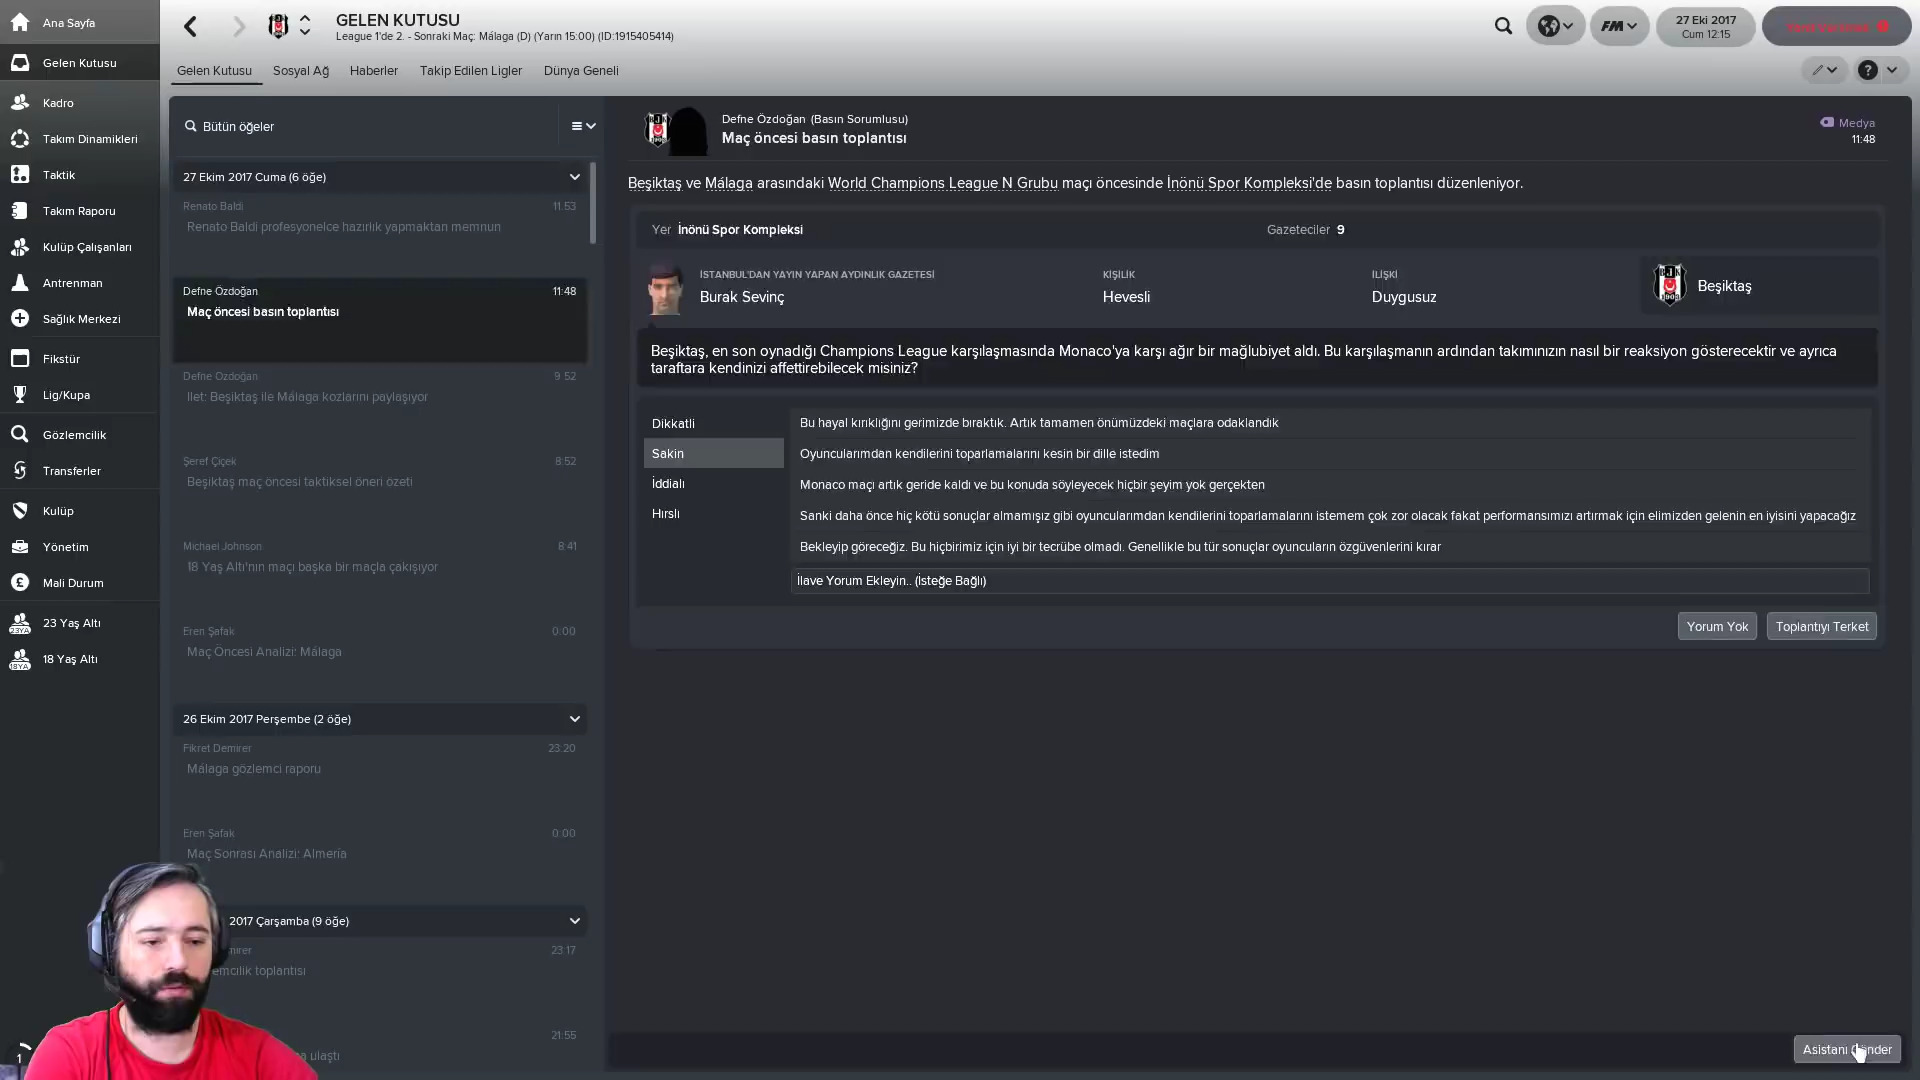 Ana Sayfa
Gelen Kutusu
Kadro
Takım Dinamikleri
Taktik
Takım Raporu
Kulüp Çalışanları
Antrenman
Sağlık Merkezi
Fikstür
Lig/Kupa
Gözlemcilik
Transferler
Kulüp
Yönetim
Mali Durum
23YA
23 Yaş Altı
18YA
18 Yaş Altı
1
GELEN KUTUSU
League 1'de 2. - Sonraki Maç: Málaga (D) (Yarın 15:00) (ID:1915405414)
FM
27 Eki 2017
Cum 12:15
Gelen Kutusu
Sosyal Ağ
Haberler
Takip Edilen Ligler
Dünya Geneli
Bütün öğeler
27 Ekim 2017 Cuma (6 öğe)
Renato Baldi 11:53
Renato Baldi profesyonelce hazırlık yapmaktan memnun
Defne Özdoğan 11:48
Maç öncesi basın toplantısı
Defne Özdoğan 9:52
İlet: Beşiktaş ile Málaga kozlarını paylaşıyor
Şeref Çiçek 8:52
Beşiktaş maç öncesi taktiksel öneri özeti
Michael Johnson 8:41
18 Yaş Altı'nın maçı başka bir maçla çakışıyor
Eren Şafak 0:00
Maç Öncesi Analizi: Málaga
26 Ekim 2017 Perşembe (2 öğe)
Fikret Demirer 23:20
Málaga gözlemci raporu
Eren Şafak 0:00
Maç Sonrası Analizi: Almería
2017 Çarşamba (9 öğe)
mirer 23:17
emcilik toplantısı
21:55
a ulaştı
Defne Özdoğan (Basın Sorumlusu)
Maç öncesi basın toplantısı
Medya
11:48
Beşiktaş ve Málaga arasındaki World Champions League N Grubu maçı öncesinde İnönü Spor Kompleksi'de basın toplantısı düzenleniyor.
Yer İnönü Spor Kompleksi
Gazeteciler 9
İSTANBUL'DAN YAYIN YAPAN AYDINLIK GAZETESİ
Burak Sevinç
KİŞİLİK
Hevesli
İLİŞKİ
Duygusuz
Beşiktaş
Beşiktaş, en son oynadığı Champions League karşılaşmasında Monaco'ya karşı ağır bir mağlubiyet aldı. Bu karşılaşmanın ardından takımınızın nasıl bir reaksiyon gösterecektir ve ayrıca
taraftara kendinizi affettirebilecek misiniz?
Dikkatli
Sakin
İddialı
Hırslı
Bu hayal kırıklığını gerimizde bıraktık. Artık tamamen önümüzdeki maçlara odaklandık
Oyuncularımdan kendilerini toparlamalarını kesin bir dille istedim
Monaco maçı artık geride kaldı ve bu konuda söyleyecek hiçbir şeyim yok gerçekten
Sanki daha önce hiç kötü sonuçlar almamışız gibi oyuncularımdan kendilerini toparlamalarını istemem çok zor olacak fakat performansımızı artırmak için elimizden gelenin en iyisini yapacağız
Bekleyip göreceğiz. Bu hiçbirimiz için iyi bir tecrübe olmadı. Genellikle bu tür sonuçlar oyuncuların özgüvenlerini kırar
İlave Yorum Ekleyin.. (İsteğe Bağlı)
Yorum Yok
Toplantıyı Terket
Asistanı Gönder